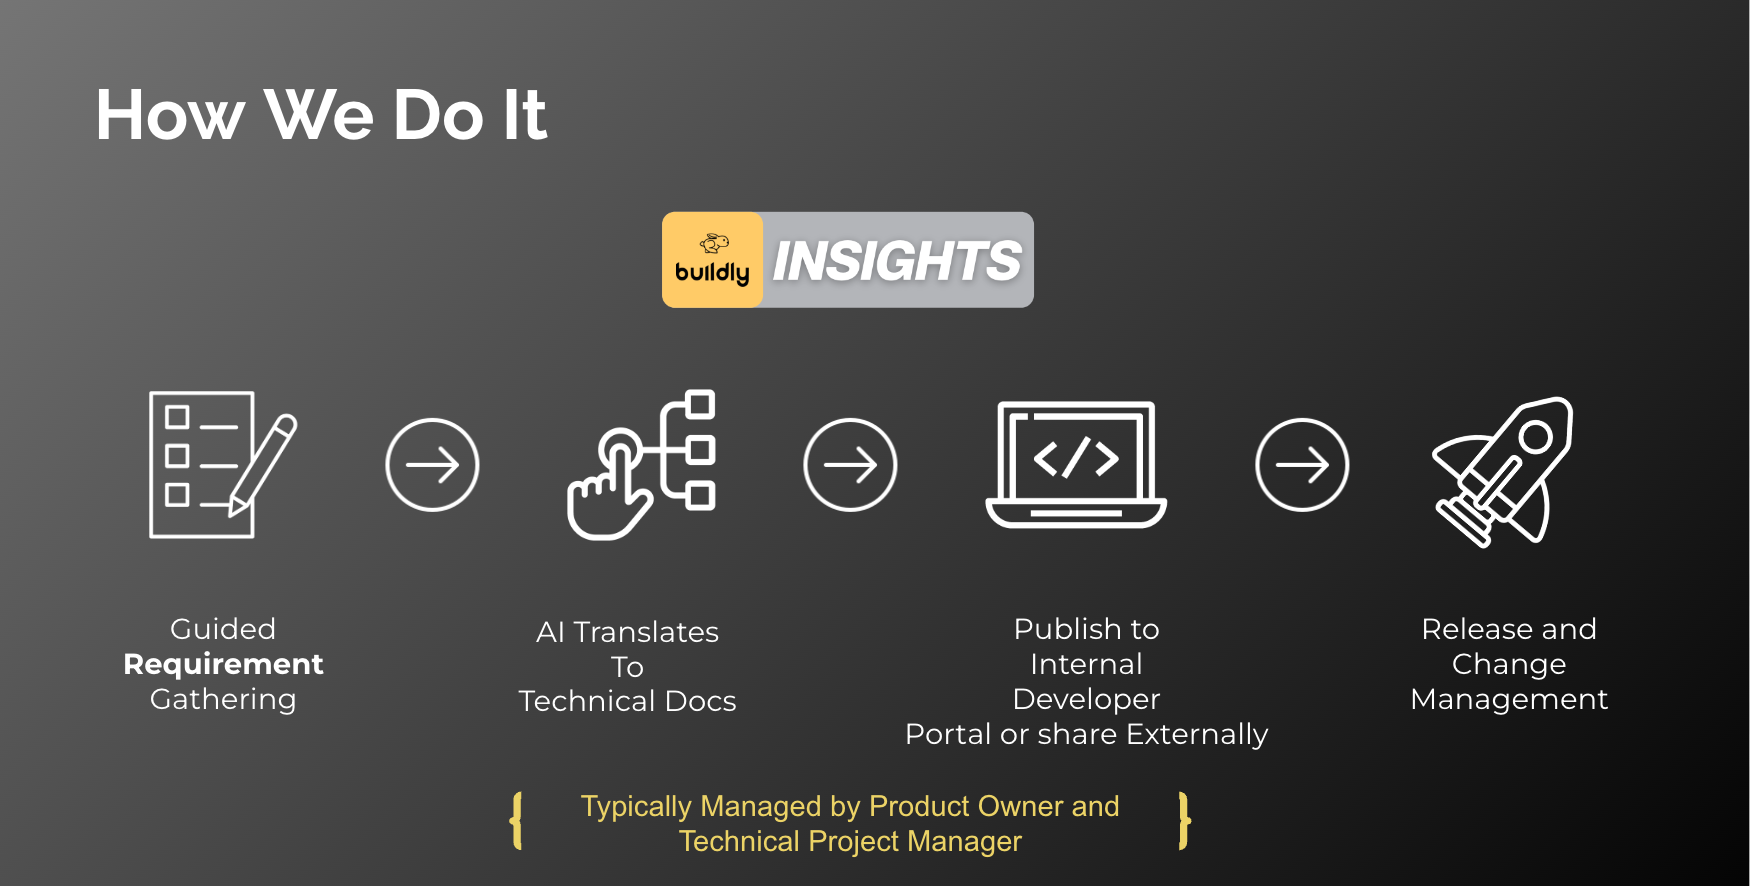 How We Do It
buildly INSIGHTS
Guided
Requirement
Gathering
AI Translates
To
Technical Docs
</>
Publish to
Internal
Developer
Portal or share Externally
Release and
Change
Management
{ Typically Managed by Product Owner and
Technical Project Manager }